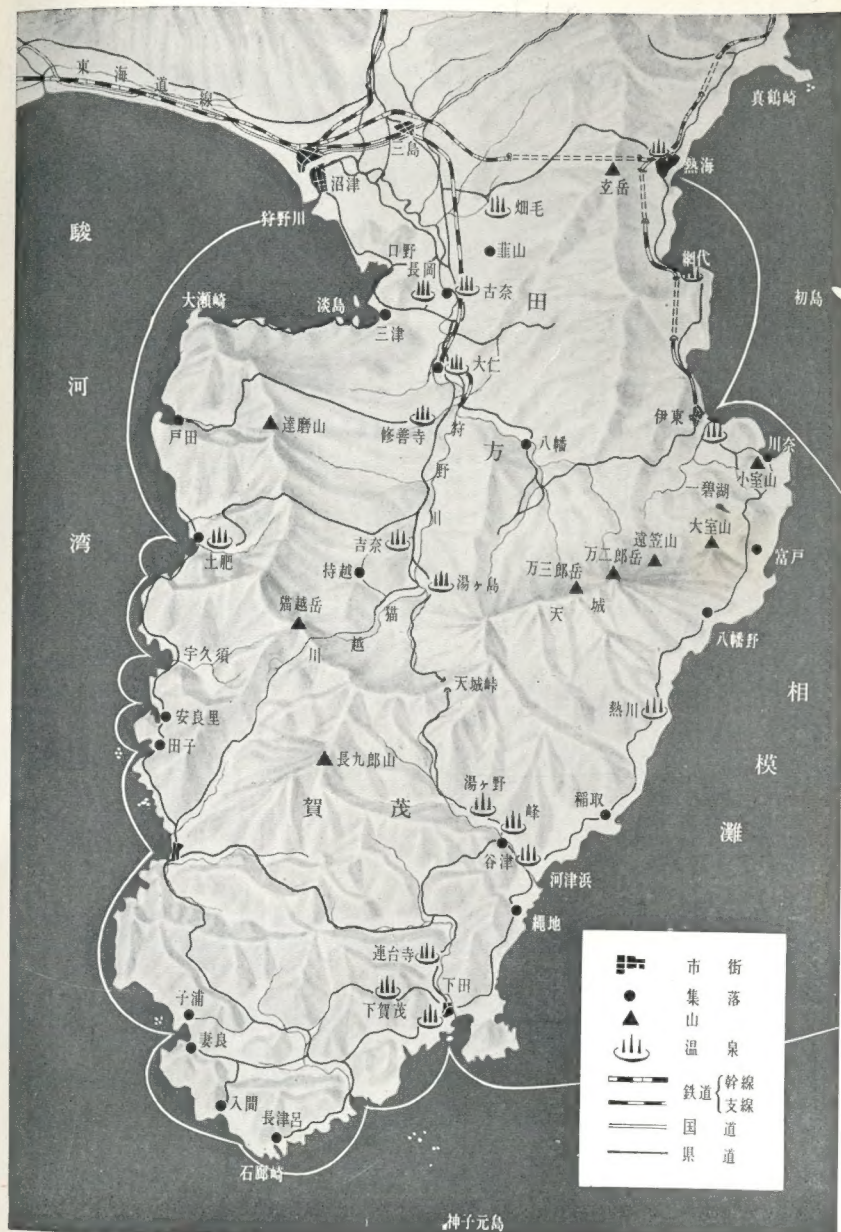 東海道線
真鶴崎
三島
熱海
玄岳
沼津
畑毛
狩野川
駿河湾
口野
長岡
韮山
網代
古奈
田方
初島
大瀬崎
淡島
三津
大仁
伊東
戸田
達磨山
修善寺
狩野川
八幡
川奈
小室山
一碧湖
大室山
遠笠山
万二郎岳
万三郎岳
富戸
吉奈
土肥
持越
湯ヶ島
天城
猫越岳
猫越川
八幡野
宇久須
天城峠
相模灘
熱川
安良里
田子
長九郎山
湯ヶ野
峰
稲取
賀茂
谷津
河津浜
縄地
連台寺
下田
下賀茂
子浦
妻良
入間
長津呂
石廊崎
神子元島
市街
集落
山
温泉
鉄道{幹線
支線
国道
県道